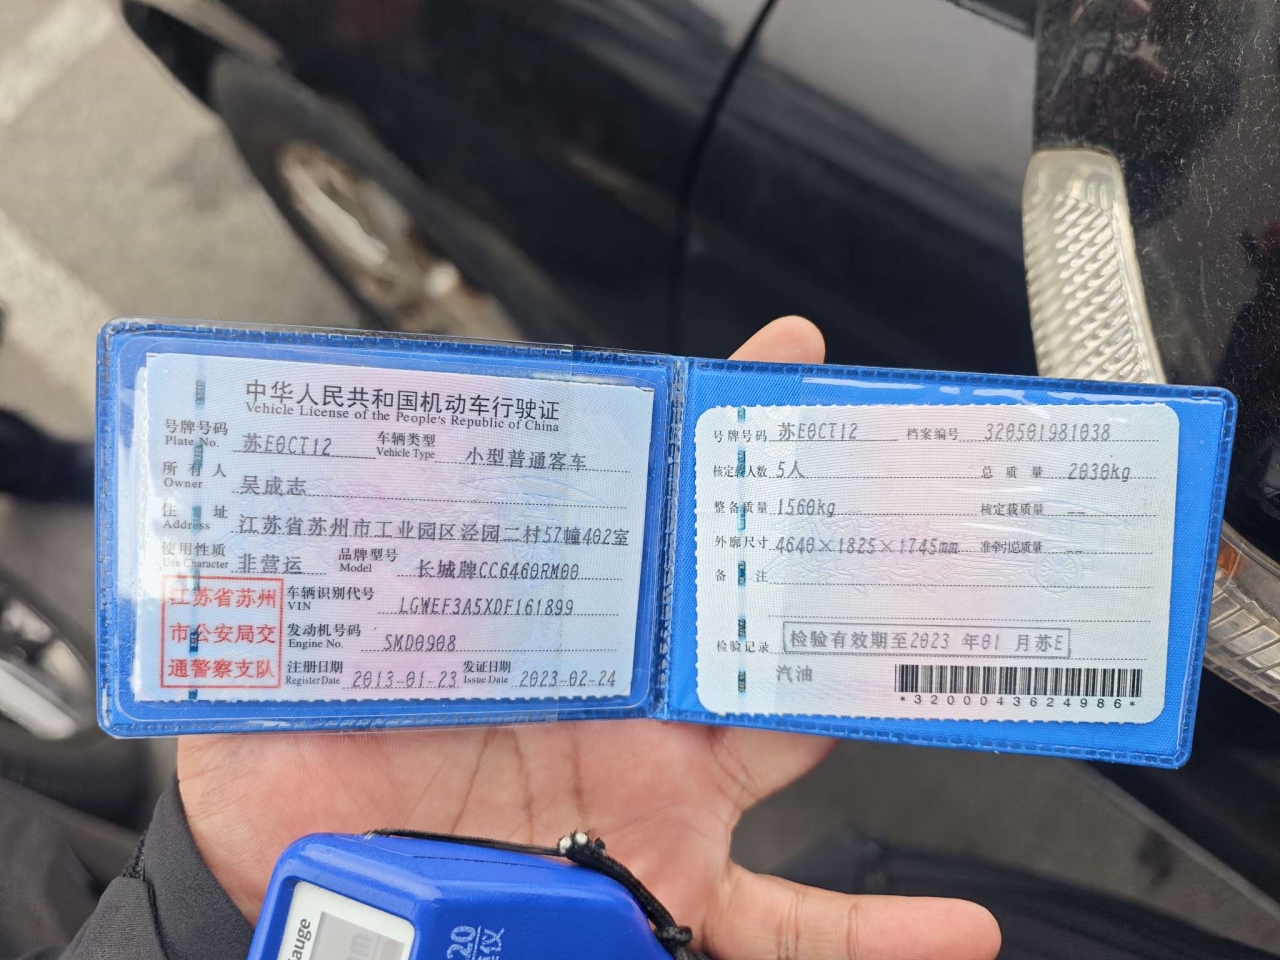 中华人民共和国机动车行驶证
Vehicle License of the People's Republic of China
号牌号码 苏E0CT12 车辆类型 小型普通客车
Plate No. Vehicle Type
所有人 吴成志
Owner
住址 江苏省苏州市工业园区泾园二村57幢402室
Address
使用性质 非营运 品牌型号 长城牌CC6460RM00
Use Character Model
江苏省苏州
市公安局交
通警察支队
车辆识别代号 LGWEF3A5XDF161899
VIN
发动机号码 SMD0908
Engine No.
注册日期 2013-01-23 发证日期 2023-02-24
Register Date Issue Date
号牌号码 苏E0CT12 档案编号 320501981038
核定载人数 5人 总质量 2030kg
整备质量 1560kg 核定载质量 --
外廓尺寸 4640×1825×1745mm 准牵引总质量 --
备注
检验记录 检验有效期至2023 年01 月苏E
汽油
*3200043624986*
auge
20
仪